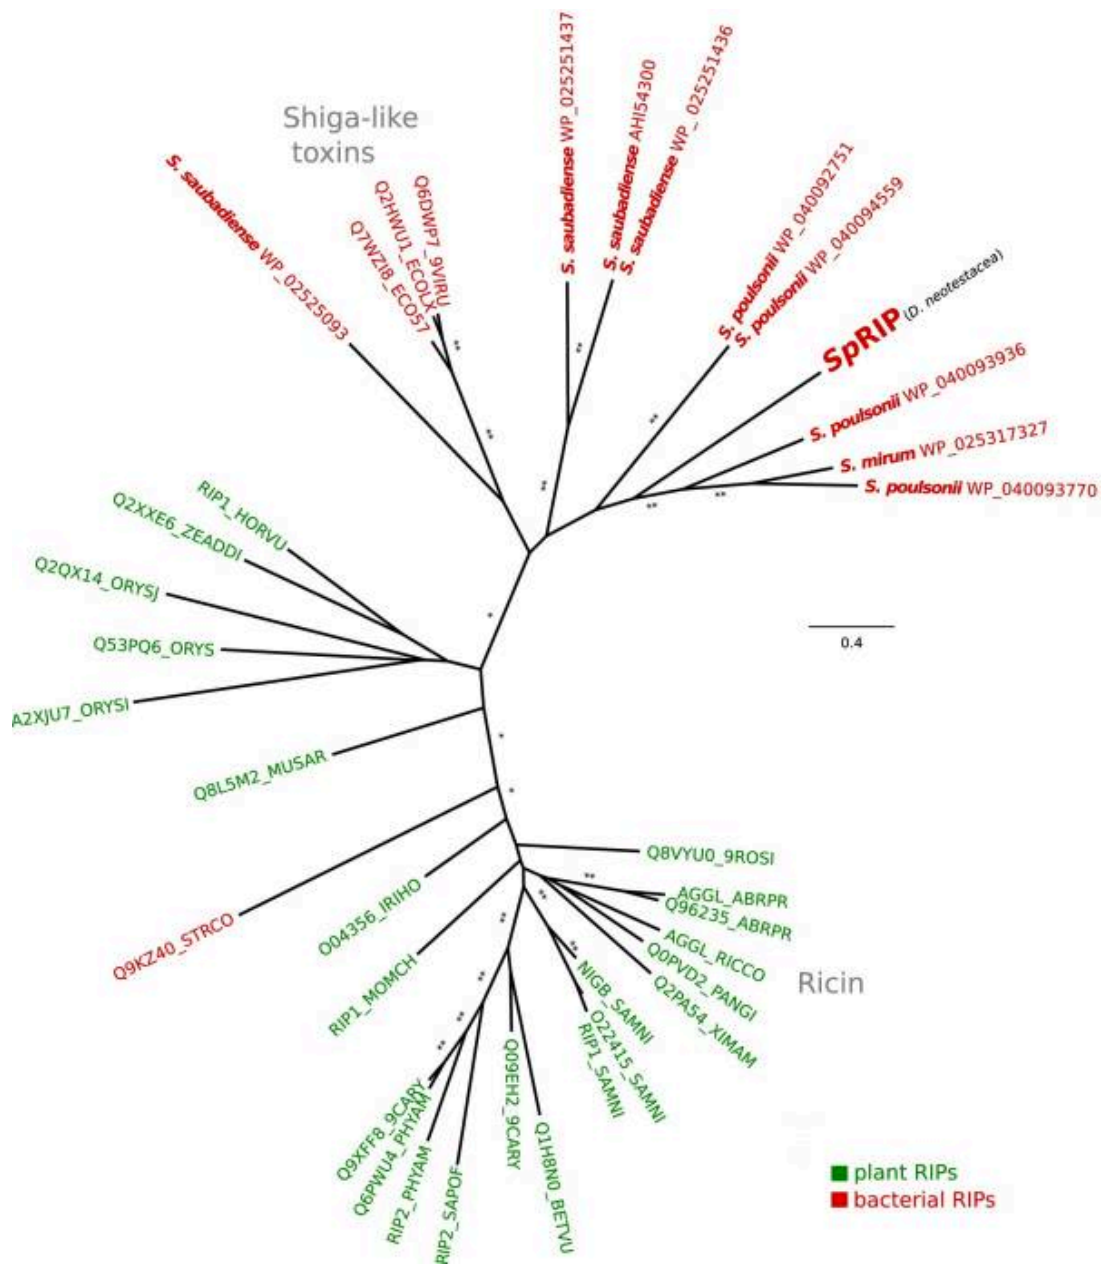 Shiga-like
toxins
S. saubadiense WP_02525093
Q7WZI8_ECO57
Q2HWU1_ECOLX
Q6DWP7_9VIRU
S. saubadiense WP_025251437
S. saubadiense AHI54300
S. saubadiense WP_025251436
S. poulsonii WP_040092751
S. poulsonii WP_040094559
SpRIP (D. neotestacea)
S. poulsonii WP_040093936
S. mirum WP_025317327
S. poulsonii WP_040093770
RIP1_HORVU
Q2XXE6_ZEADDI
Q2QX14_ORYSJ
Q53PQ6_ORYS
A2XJU7_ORYSI
0.4
Q8L5M2_MUSAR
Q9KZ40_STRCO
O04356_IRIHO
RIP1_MOMCH
Q8VYU0_9ROSI
AGGL_ABRPR
Q96235_ABRPR
AGGL_RICCO
Q0PVD2_PANGI
Q2PA54_XIMAM
Ricin
NIGB_SAMNI
O22415_SAMNI
RIP1_SAMNI
Q1H8N0_BETVU
Q09EH2_9CARY
RIP2_SAPOF
RIP2_PHYAM
Q6PWU4_PHYAM
Q9XFF8_9CARY
plant RIPs
bacterial RIPs